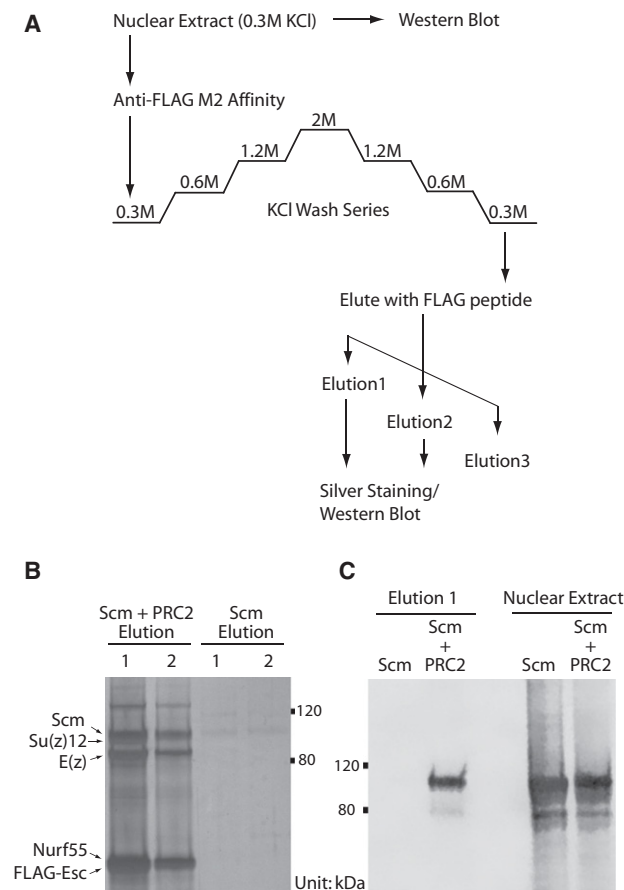 A
Nuclear Extract (0.3M KCl)
Western Blot
Anti-FLAG M2 Affinity
2M
1.2M
1.2M
0.6M
0.6M
0.3M
KCl Wash Series
0.3M
Elute with FLAG peptide
Elution1
Elution2
Elution3
Silver Staining/
Western Blot
B
Scm + PRC2
Elution
Scm
Elution
1
2
1
2
Scm
Su(z)12
E(z)
Nurf55
FLAG-Esc
120
80
Unit: kDa
C
Elution 1
Nuclear Extract
Scm
Scm
+
PRC2
Scm
Scm
+
PRC2
120
80